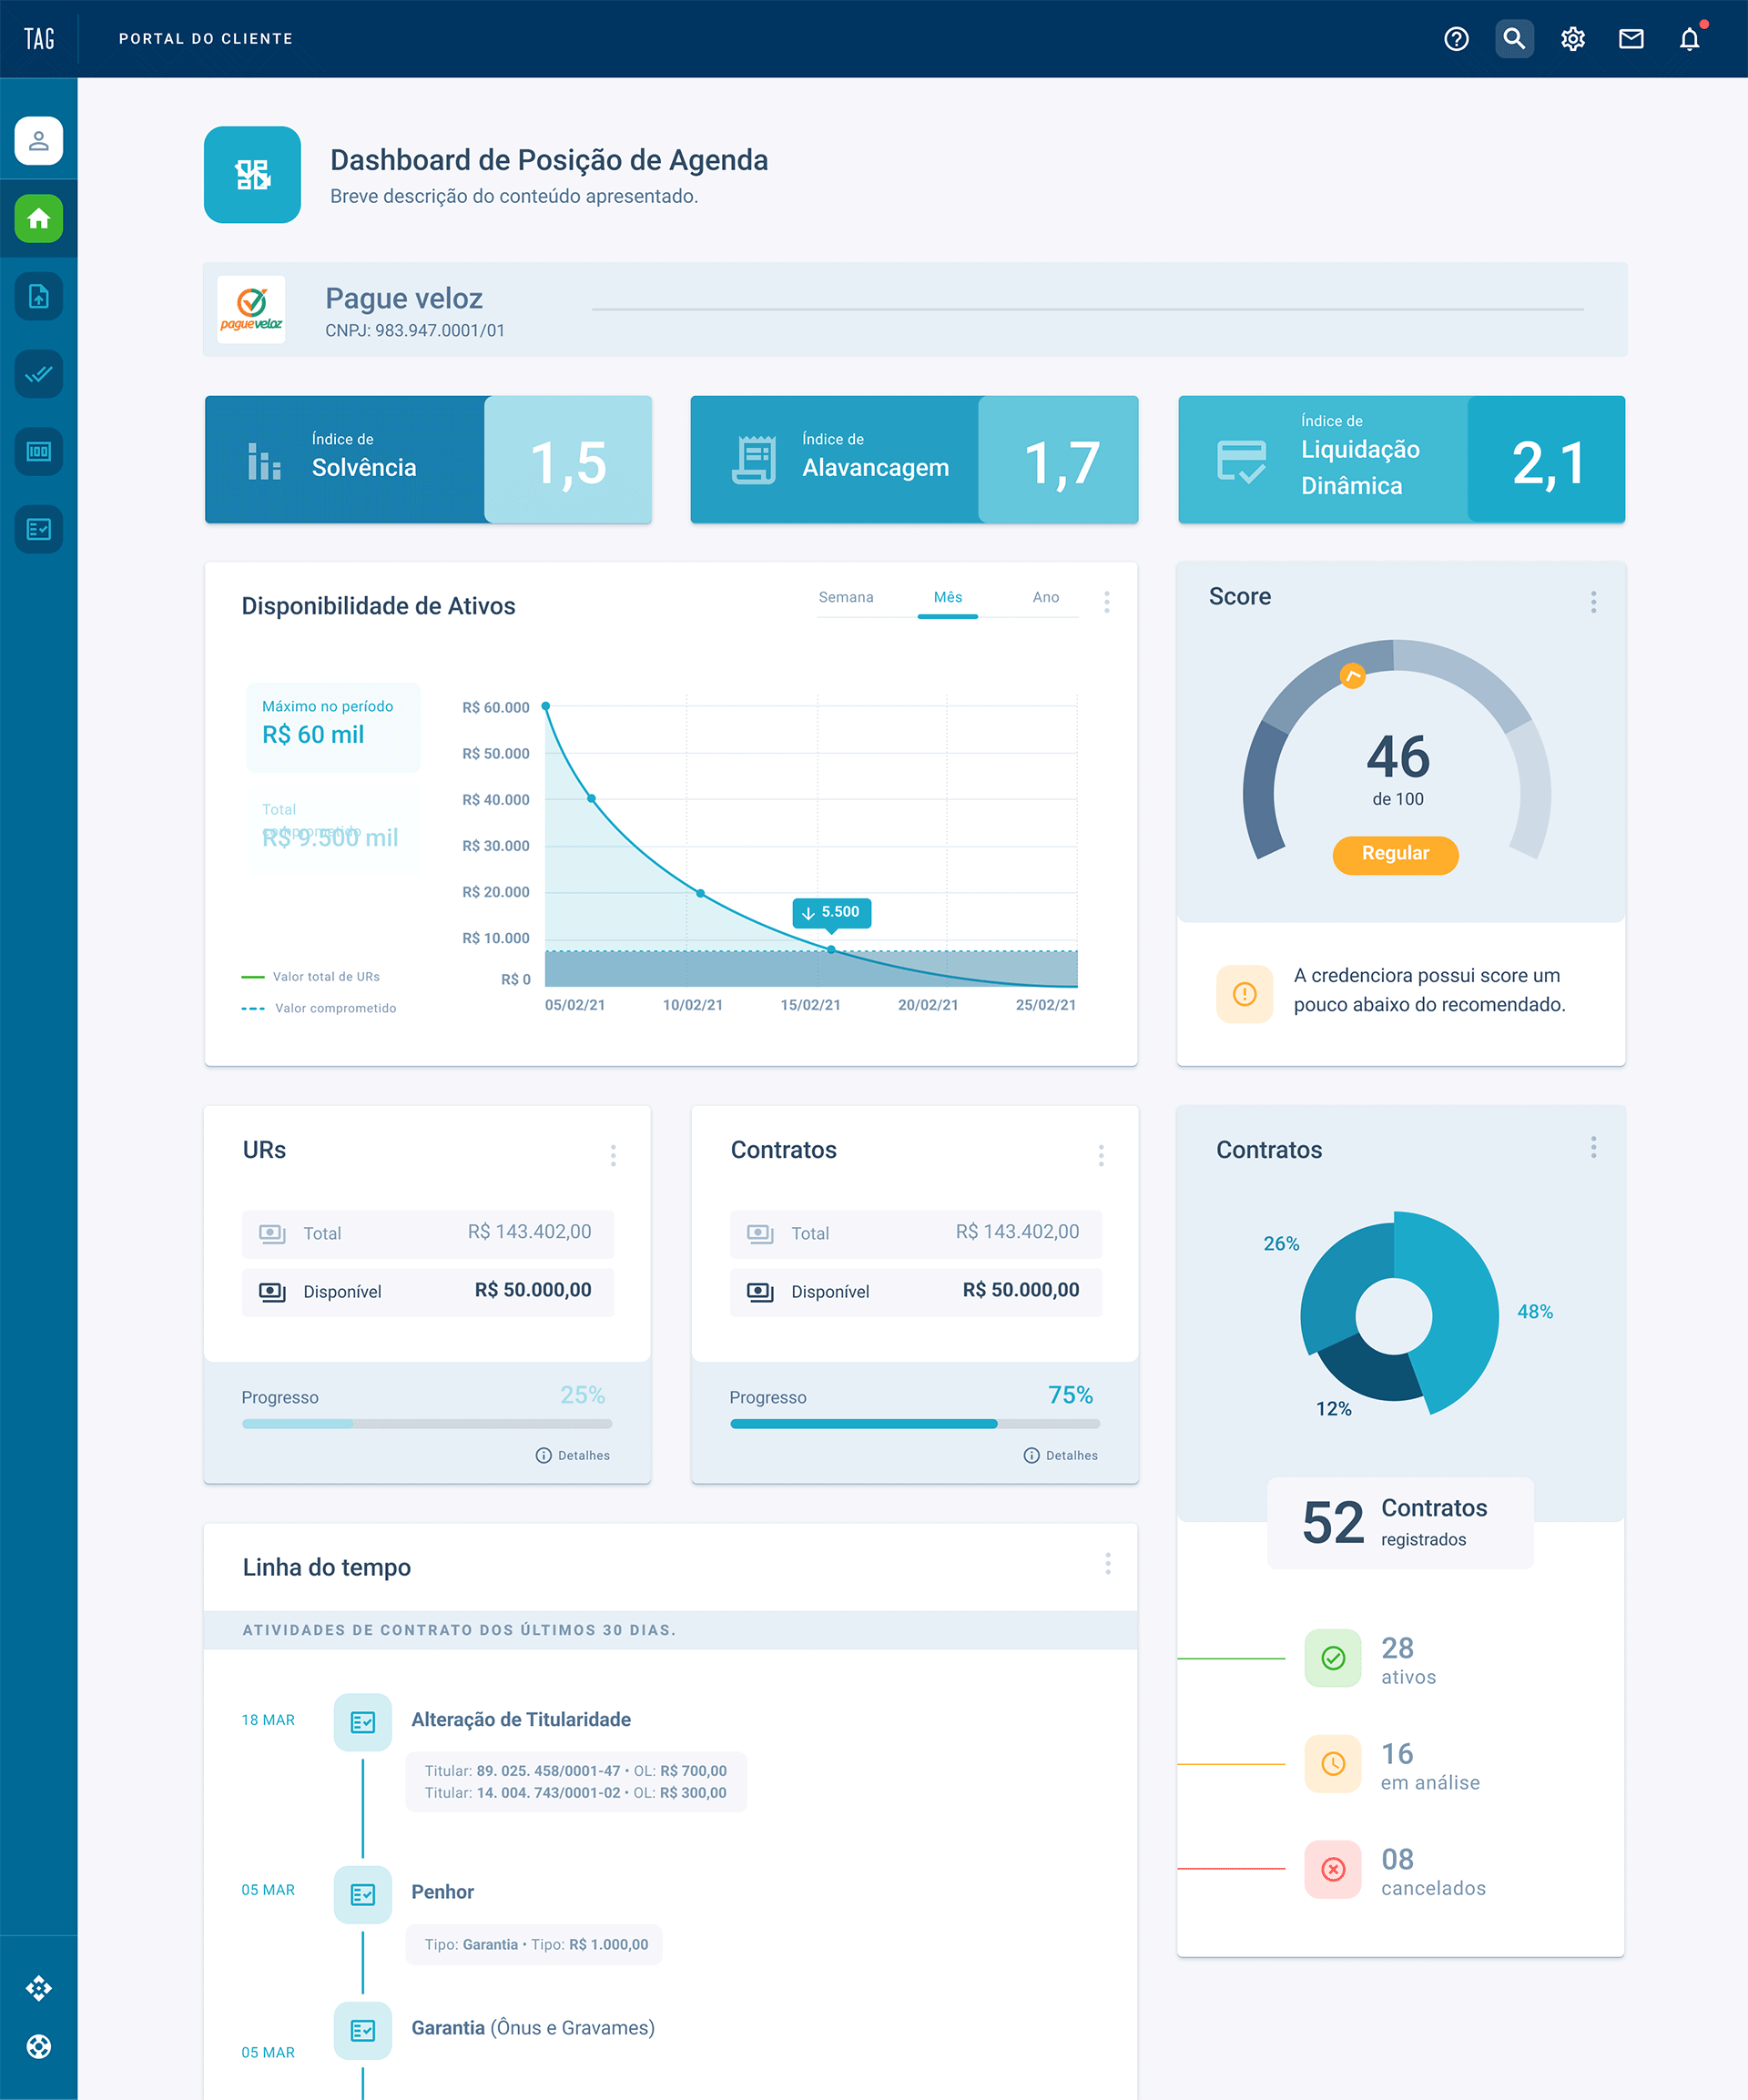 TAG
PORTAL DO CLIENTE
Dashboard de Posição de Agenda
Breve descrição do conteúdo apresentado.
pagueveloz
Pague veloz
CNPJ: 983.947.0001/01
Índice de
Solvência
1,5
Índice de
Alavancagem
1,7
Índice de
Liquidação
Dinâmica
2,1
Disponibilidade de Ativos
Semana
Mês
Ano
Máximo no período
R$ 60 mil
Total
comprometido
R$ 9.500 mil
Valor total de URs
Valor comprometido
R$ 60.000
R$ 50.000
R$ 40.000
R$ 30.000
R$ 20.000
R$ 10.000
R$ 0
5.500
05/02/21
10/02/21
15/02/21
20/02/21
25/02/21
Score
46
de 100
Regular
A credenciora possui score um
pouco abaixo do recomendado.
URs
Total
R$ 143.402,00
Disponível
R$ 50.000,00
Progresso
25%
Detalhes
Contratos
Total
R$ 143.402,00
Disponível
R$ 50.000,00
Progresso
75%
Detalhes
Contratos
26%
48%
12%
52
Contratos
registrados
28
ativos
16
em análise
08
cancelados
Linha do tempo
ATIVIDADES DE CONTRATO DOS ÚLTIMOS 30 DIAS.
18 MAR
Alteração de Titularidade
Titular: 89. 025. 458/0001-47 • OL: R$ 700,00
Titular: 14. 004. 743/0001-02 • OL: R$ 300,00
05 MAR
Penhor
Tipo: Garantia • Tipo: R$ 1.000,00
05 MAR
Garantia (Ônus e Gravames)